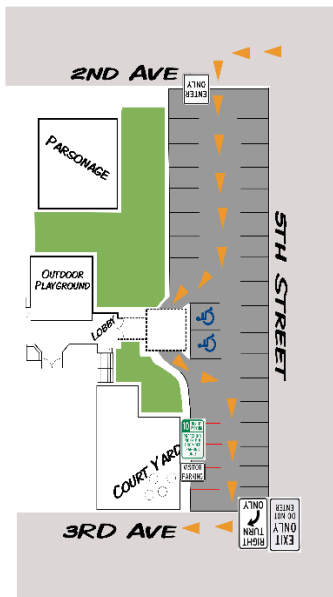 2ND AVE
ENTER
ONLY
PARSONAGE
5TH STREET
OUTDOOR
PLAYGROUND
LOBBY
10
COURT YARD
VISITOR
PARKING
3RD AVE
RIGHT
TURN
ONLY
EXIT
ONLY
DO NOT
ENTER